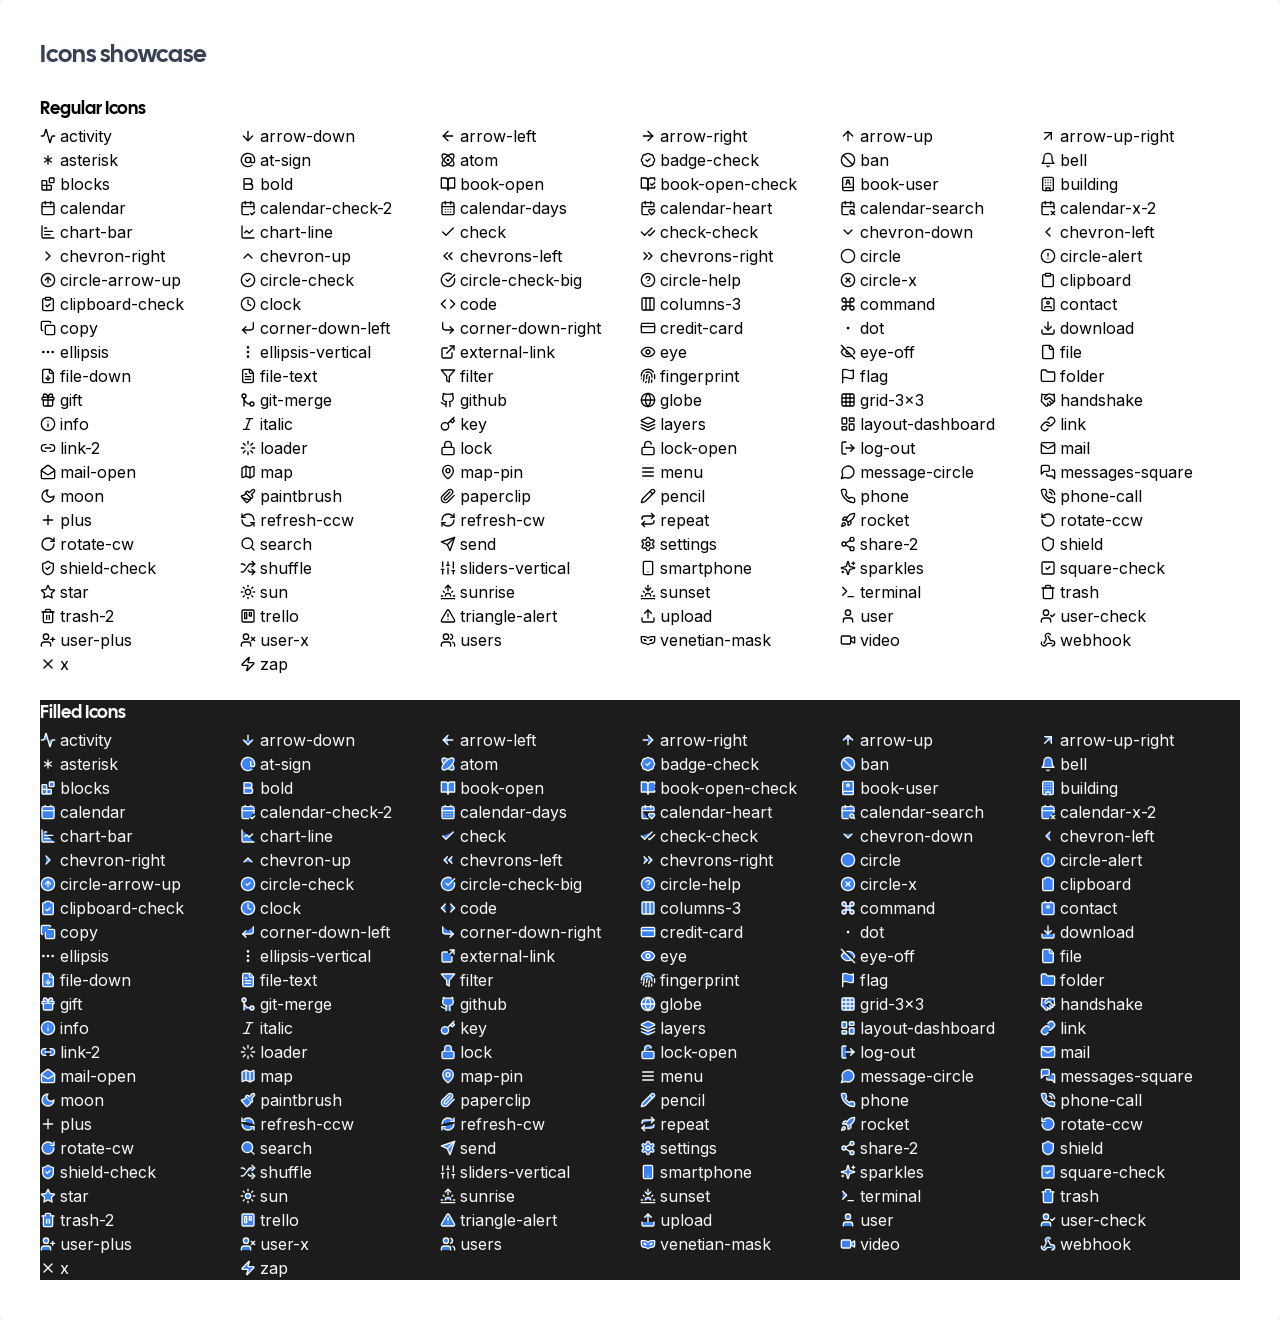 Icons showcase
Regular Icons
activity arrow-down arrow-left arrow-right arrow-up arrow-up-right
asterisk at-sign atom badge-check ban bell
blocks bold book-open book-open-check book-user building
calendar calendar-check-2 calendar-days calendar-heart calendar-search calendar-x-2
chart-bar chart-line check check-check chevron-down chevron-left
chevron-right chevron-up chevrons-left chevrons-right circle circle-alert
circle-arrow-up circle-check circle-check-big circle-help circle-x clipboard
clipboard-check clock code columns-3 command contact
copy corner-down-left corner-down-right credit-card dot download
ellipsis ellipsis-vertical external-link eye eye-off file
file-down file-text filter fingerprint flag folder
gift git-merge github globe grid-3×3 handshake
info italic key layers layout-dashboard link
link-2 loader lock lock-open log-out mail
mail-open map map-pin menu message-circle messages-square
moon paintbrush paperclip pencil phone phone-call
plus refresh-ccw refresh-cw repeat rocket rotate-ccw
rotate-cw search send settings share-2 shield
shield-check shuffle sliders-vertical smartphone sparkles square-check
star sun sunrise sunset terminal trash
trash-2 trello triangle-alert upload user user-check
user-plus user-x users venetian-mask video webhook
x zap
Filled Icons
activity arrow-down arrow-left arrow-right arrow-up arrow-up-right
asterisk at-sign atom badge-check ban bell
blocks bold book-open book-open-check book-user building
calendar calendar-check-2 calendar-days calendar-heart calendar-search calendar-x-2
chart-bar chart-line check check-check chevron-down chevron-left
chevron-right chevron-up chevrons-left chevrons-right circle circle-alert
circle-arrow-up circle-check circle-check-big circle-help circle-x clipboard
clipboard-check clock code columns-3 command contact
copy corner-down-left corner-down-right credit-card dot download
ellipsis ellipsis-vertical external-link eye eye-off file
file-down file-text filter fingerprint flag folder
gift git-merge github globe grid-3×3 handshake
info italic key layers layout-dashboard link
link-2 loader lock lock-open log-out mail
mail-open map map-pin menu message-circle messages-square
moon paintbrush paperclip pencil phone phone-call
plus refresh-ccw refresh-cw repeat rocket rotate-ccw
rotate-cw search send settings share-2 shield
shield-check shuffle sliders-vertical smartphone sparkles square-check
star sun sunrise sunset terminal trash
trash-2 trello triangle-alert upload user user-check
user-plus user-x users venetian-mask video webhook
x zap